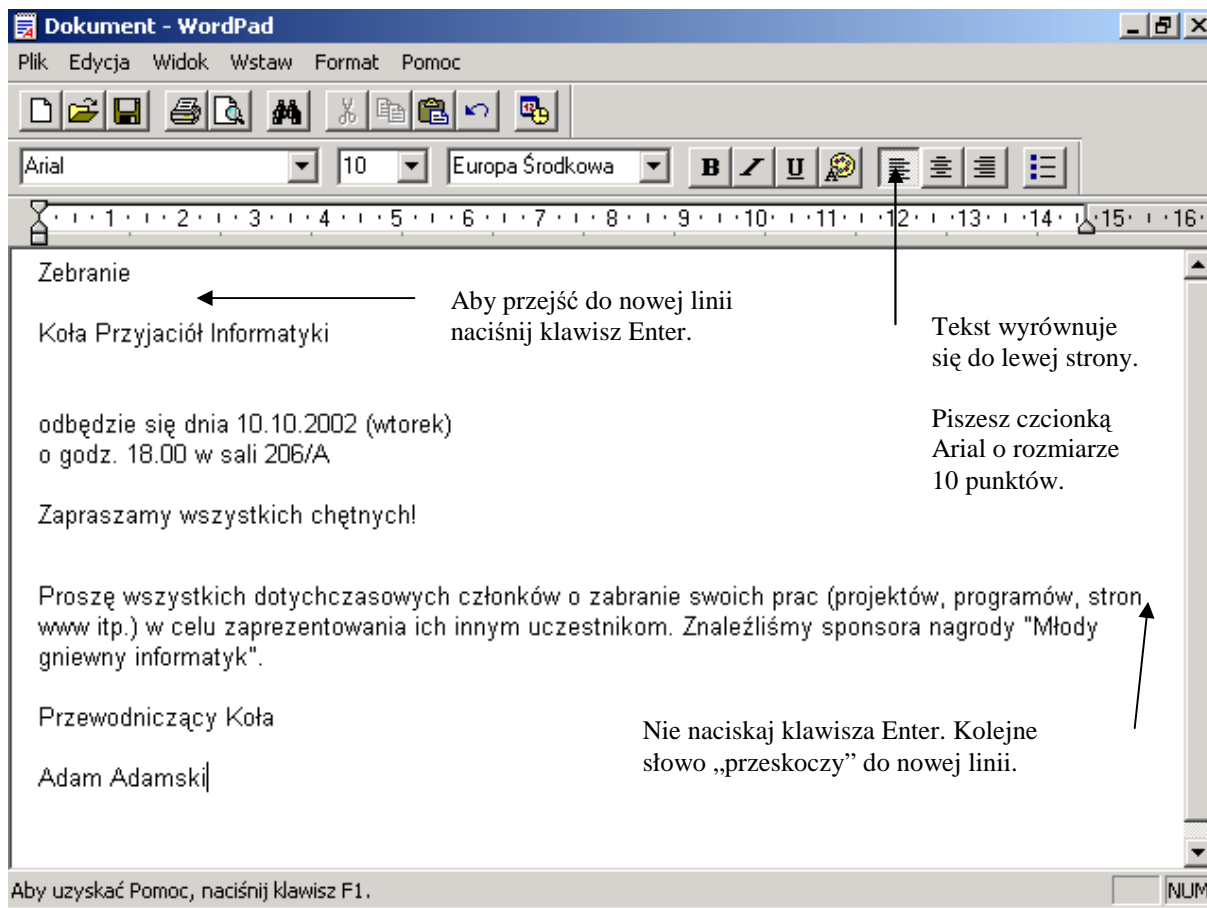 Dokument - WordPad
Plik Edycja Widok Wstaw Format Pomoc
Arial 10 Europa Środkowa B / U A
1 2 3 4 5 6 7 8 9 10 11 12 13 14 15 16
Zebranie
Aby przejść do nowej linii
naciśnij klawisz Enter.
Koła Przyjaciół Informatyki
Tekst wyrównuje
się do lewej strony.
odbędzie się dnia 10.10.2002 (wtorek)
o godz. 18.00 w sali 206/A
Piszesz czcionką
Arial o rozmiarze
10 punktów.
Zapraszamy wszystkich chętnych!
Proszę wszystkich dotychczasowych członków o zabranie swoich prac (projektów, programów, stron
www itp.) w celu zaprezentowania ich innym uczestnikom. Znaleźliśmy sponsora nagrody "Młody
gniewny informatyk".
Przewodniczący Koła
Nie naciskaj klawisza Enter. Kolejne
słowo „przeskoczy” do nowej linii.
Adam Adamski
Aby uzyskać Pomoc, naciśnij klawisz F1.
NUM